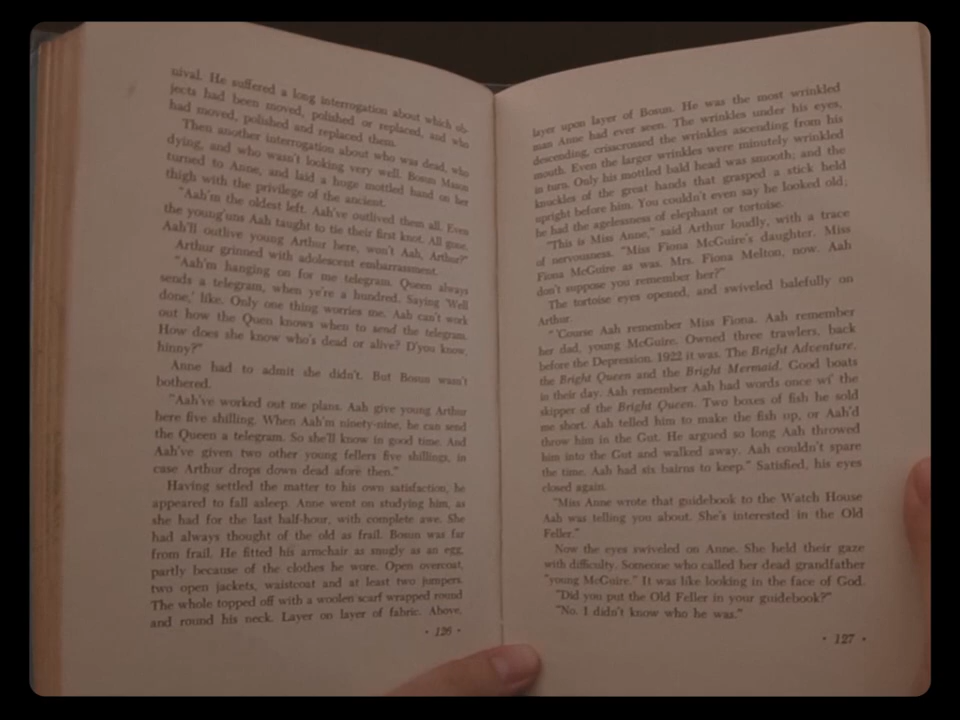 nival. He suffered a long interrogation about which ob-
jects had been moved, polished or replaced, and who
had moved, polished and replaced them.
Then another interrogation about who was dead, who
dying, and who wasn't looking very well. Bosun Mason
turned to Anne, and laid a huge mottled hand on her
thigh with the privilege of the ancient.
"Aah'm the oldest left. Aah've outlived them all. Even
the young'uns Aah taught to tie their first knot. All gone.
Aah'll outlive young Arthur here, won't Aah, Arthur?"
Arthur grinned with adolescent embarrassment.
"Aah'm hanging on for me telegram. Queen always
sends a telegram, when ye're a hundred. Saying 'Well
done,' like. Only one thing worries me. Aah can't work
out how the Queen knows when to send the telegram.
How does she know who's dead or alive? D'you know,
hinny?"
Anne had to admit she didn't. But Bosun wasn't
bothered.
"Aah've worked out me plans. Aah give young Arthur
here five shilling. When Aah'm ninety-nine, he can send
the Queen a telegram. So she'll know in good time. And
Aah've given two other young fellers five shillings, in
case Arthur drops down dead afore then."
Having settled the matter to his own satisfaction, he
appeared to fall asleep. Anne went on studying him, as
she had for the last half-hour, with complete awe. She
had always thought of the old as frail. Bosun was far
from frail. He fitted his armchair as snugly as an egg,
partly because of the clothes he wore. Open overcoat,
two open jackets, waistcoat and at least two jumpers.
The whole topped off with a woolen scarf wrapped round
and round his neck. Layer on layer of fabric. Above,
· 126 ·
layer upon layer of Bosun. He was the most wrinkled
man Anne had ever seen. The wrinkles under his eyes,
descending, crisscrossed the wrinkles ascending from his
mouth. Even the larger wrinkles were minutely wrinkled
in turn. Only his mottled bald head was smooth; and the
knuckles of the great hands that grasped a stick held
upright before him. You couldn't even say he looked old;
he had the agelessness of elephant or tortoise.
"This is Miss Anne," said Arthur loudly, with a trace
of nervousness. "Miss Fiona McGuire's daughter. Miss
Fiona McGuire as was. Mrs. Fiona Melton, now. Aah
don't suppose you remember her?"
The tortoise eyes opened, and swiveled balefully on
Arthur.
"'Course Aah remember Miss Fiona. Aah remember
her dad, young McGuire. Owned three trawlers, back
before the Depression. 1922 it was. The Bright Adventure,
the Bright Queen and the Bright Mermaid. Good boats
in their day. Aah remember Aah had words once wi' the
skipper of the Bright Queen. Two boxes of fish he sold
me short. Aah telled him to make the fish up, or Aah'd
throw him in the Gut. He argued so long Aah throwed
him into the Gut and walked away. Aah couldn't spare
the time. Aah had six bairns to keep." Satisfied, his eyes
closed again.
"Miss Anne wrote that guidebook to the Watch House
Aah was telling you about. She's interested in the Old
Feller."
Now the eyes swiveled on Anne. She held their gaze
with difficulty. Someone who called her dead grandfather
"young McGuire." It was like looking in the face of God.
"Did you put the Old Feller in your guidebook?"
"No. I didn't know who he was."
· 127 ·